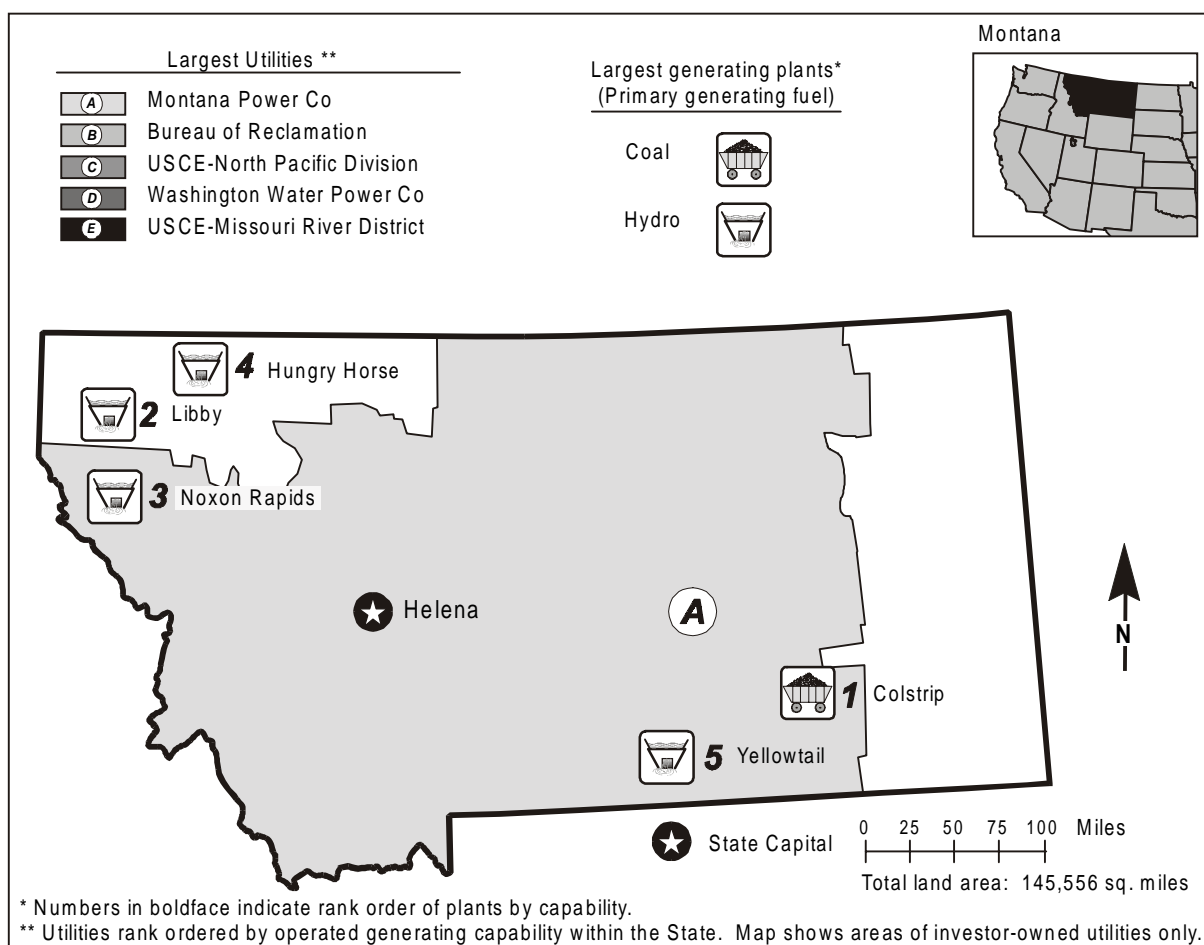 Montana
Largest Utilities **
A Montana Power Co
B Bureau of Reclamation
C USCE-North Pacific Division
D Washington Water Power Co
E USCE-Missouri River District
Largest generating plants*
(Primary generating fuel)
Coal
Hydro
4 Hungry Horse
2 Libby
3 Noxon Rapids
Helena
A
N
1 Colstrip
5 Yellowtail
State Capital
0 25 50 75 100 Miles
Total land area: 145,556 sq. miles
* Numbers in boldface indicate rank order of plants by capability.
** Utilities rank ordered by operated generating capability within the State. Map shows areas of investor-owned utilities only.